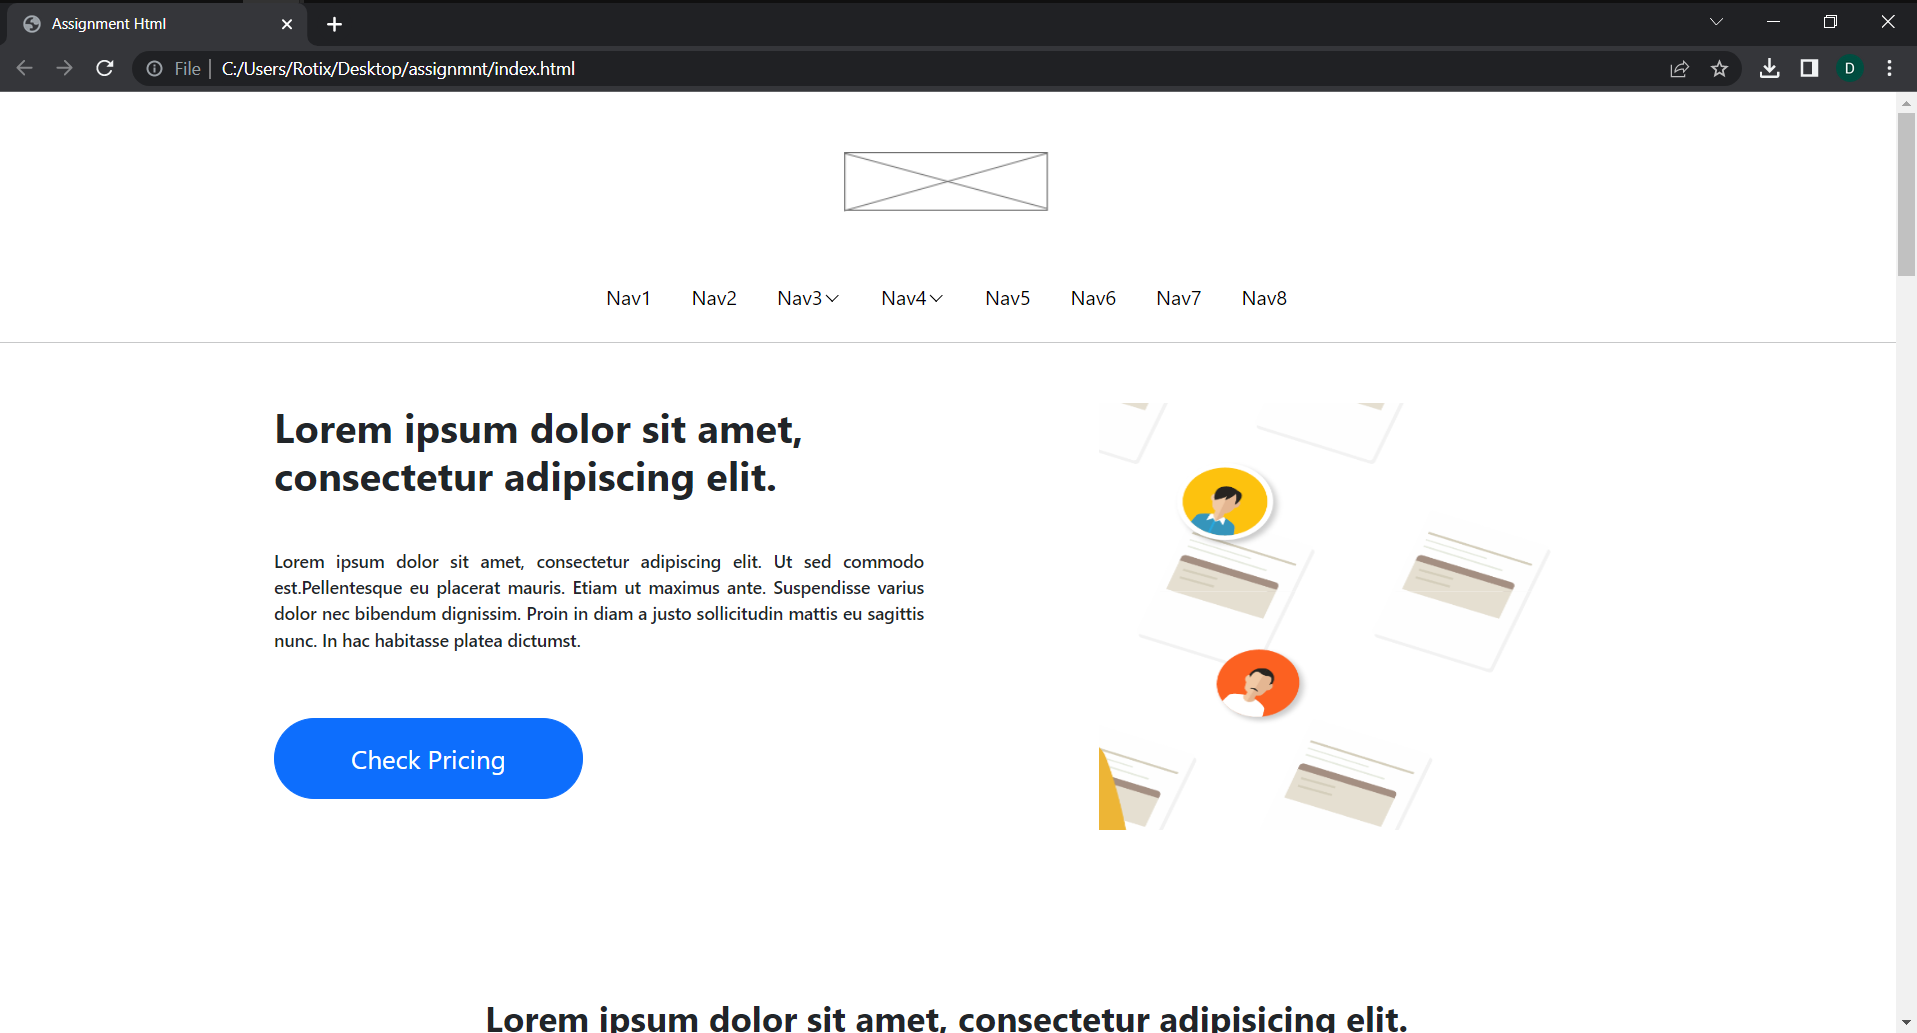 Assignment Html
File | C:/Users/Rotix/Desktop/assignmnt/index.html
D
Nav1 Nav2 Nav3 Nav4 Nav5 Nav6 Nav7 Nav8
Lorem ipsum dolor sit amet,
consectetur adipiscing elit.
Lorem ipsum dolor sit amet, consectetur adipiscing elit. Ut sed commodo
est.Pellentesque eu placerat mauris. Etiam ut maximus ante. Suspendisse varius
dolor nec bibendum dignissim. Proin in diam a justo sollicitudin mattis eu sagittis
nunc. In hac habitasse platea dictumst.
Check Pricing
Lorem ipsum dolor sit amet, consectetur adipisicing elit.